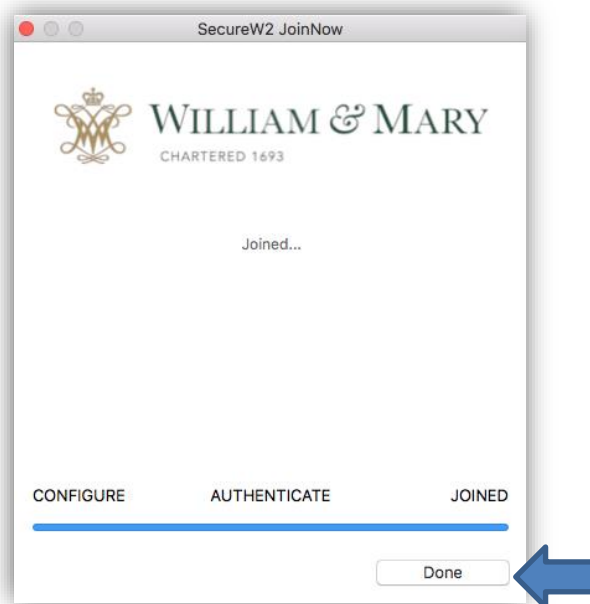 SecureW2 JoinNow
WILLIAM & MARY
CHARTERED 1693
Joined...
CONFIGURE AUTHENTICATE JOINED
Done